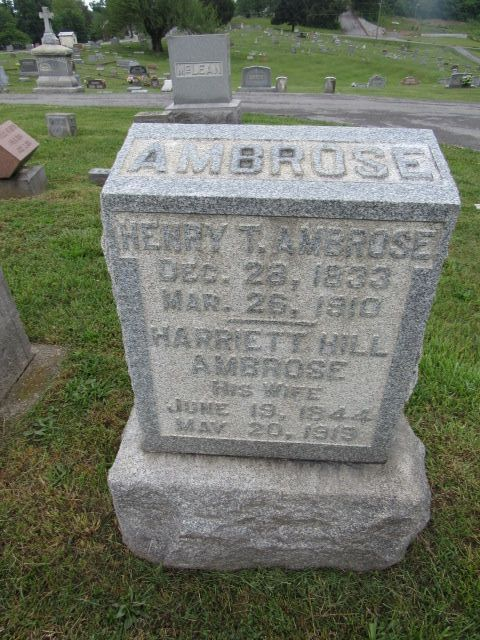 McLEAN
AMBROSE
HENRY T. AMBROSE
DEC. 28, 1833
MAR. 26, 1910
HARRIETT HILL
AMBROSE
HIS WIFE
JUNE 19, 1844
MAY 20, 1919